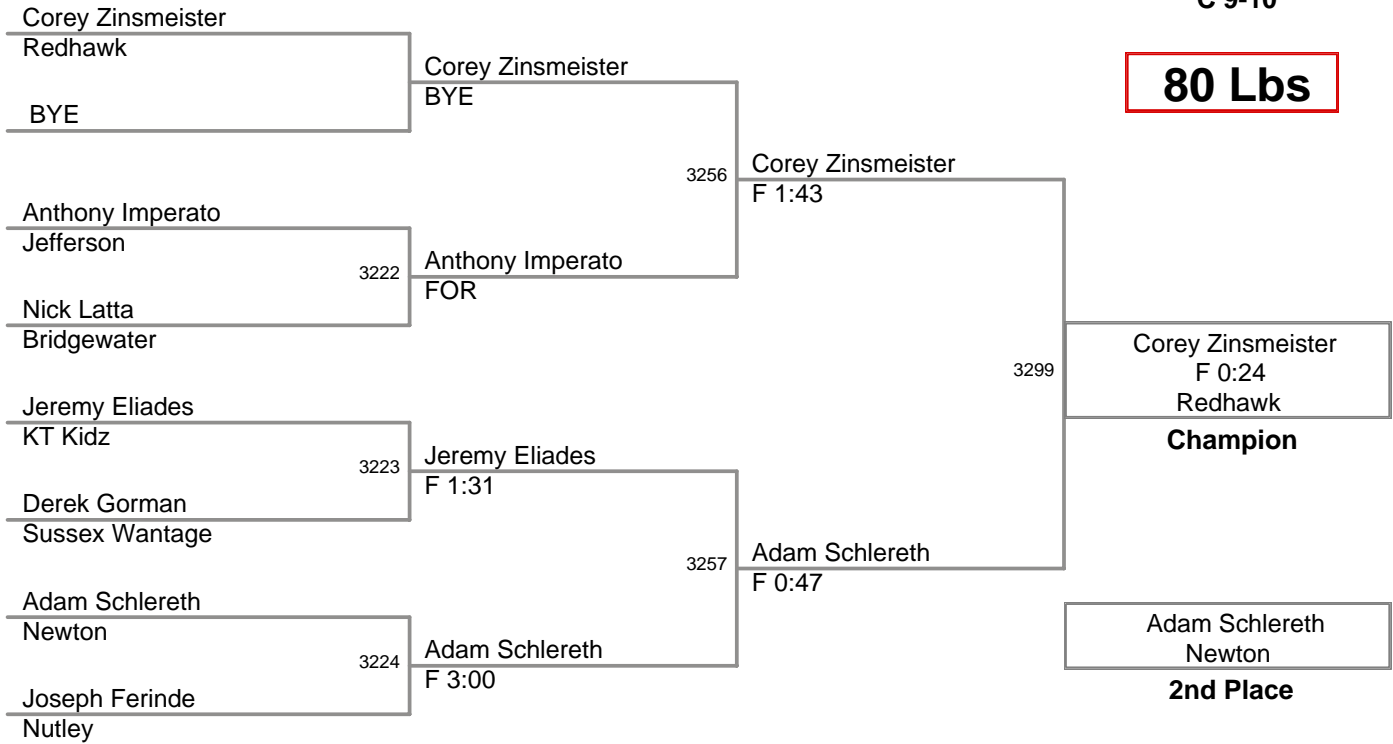 C 9-10
80 Lbs
Corey Zinsmeister
Redhawk
BYE
Anthony Imperato
Jefferson
3222
Nick Latta
Bridgewater
Jeremy Eliades
KT Kidz
3223
Derek Gorman
Sussex Wantage
Adam Schlereth
Newton
3224
Joseph Ferinde
Nutley
Corey Zinsmeister
BYE
3256
Anthony Imperato
FOR
Jeremy Eliades
F 1:31
3257
Adam Schlereth
F 3:00
Corey Zinsmeister
F 1:43
3299
Adam Schlereth
F 0:47
Corey Zinsmeister
F 0:24
Redhawk
Champion
Adam Schlereth
Newton
2nd Place